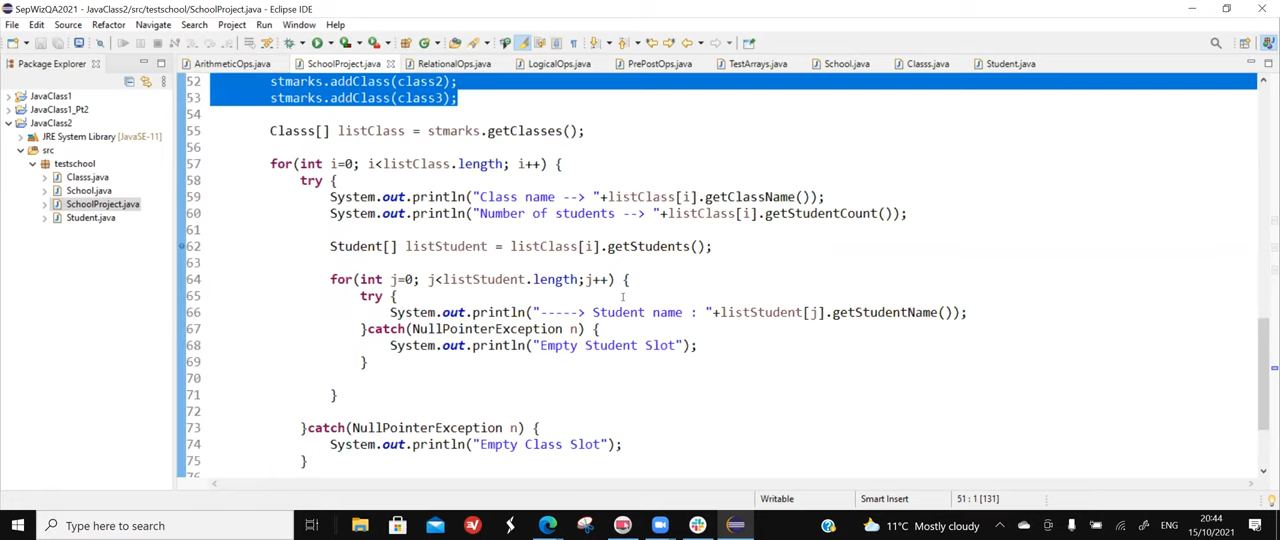 SepWizQA2021 - JavaClass2/src/testschool/SchoolProject.java - Eclipse IDE
File Edit Source Refactor Navigate Search Project Run Window Help
Package Explorer
ArithmeticOps.java SchoolProject.java RelationalOps.java LogicalOps.java PrePostOps.java TestArrays.java School.java Classs.java Student.java
JavaClass1
JavaClass1_Pt2
JavaClass2
JRE System Library [JavaSE-11]
src
testschool
Classs.java
School.java
SchoolProject.java
Student.java
52 stmarks.addClass(class2);
53 stmarks.addClass(class3);
54
55 Classs[] listClass = stmarks.getClasses();
56
57 for(int i=0; i<listClass.length; i++) {
58 try {
59 System.out.println("Class name --> "+listClass[i].getClassName());
60 System.out.println("Number of students --> "+listClass[i].getStudentCount());
61
62 Student[] listStudent = listClass[i].getStudents();
63
64 for(int j=0; j<listStudent.length;j++) {
65 try {
66 System.out.println("-----> Student name : "+listStudent[j].getStudentName());
67 }catch(NullPointerException n) {
68 System.out.println("Empty Student Slot");
69 }
70
71 }
72
73 }catch(NullPointerException n) {
74 System.out.println("Empty Class Slot");
75 }
76
Writable Smart Insert 51 : 1 [131]
Type here to search
11°C Mostly cloudy
ENG
20:44
15/10/2021